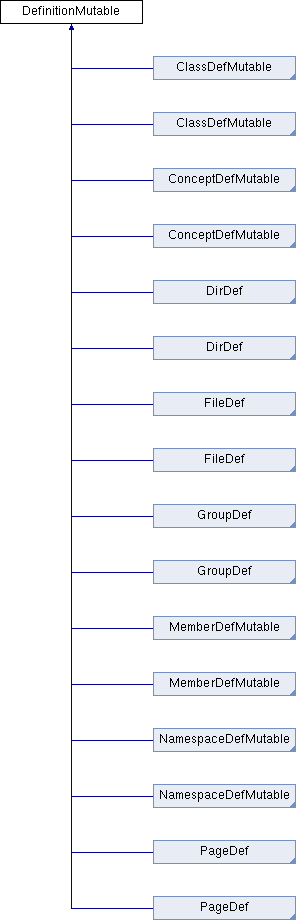 DefinitionMutable
ClassDefMutable
ClassDefMutable
ConceptDefMutable
ConceptDefMutable
DirDef
DirDef
FileDef
FileDef
GroupDef
GroupDef
MemberDefMutable
MemberDefMutable
NamespaceDefMutable
NamespaceDefMutable
PageDef
PageDef